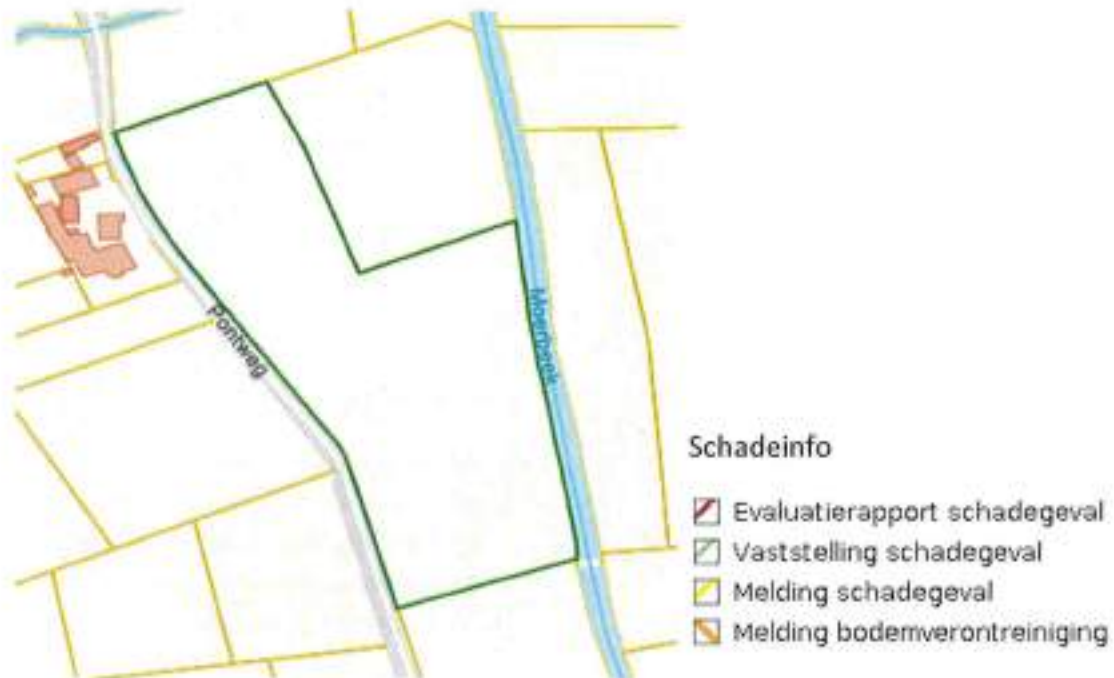 Pontweg
Moerbeek
Schadeinfo
Evaluatierapport schadegeval
Vaststelling schadegeval
Melding schadegeval
Melding bodemverontreiniging